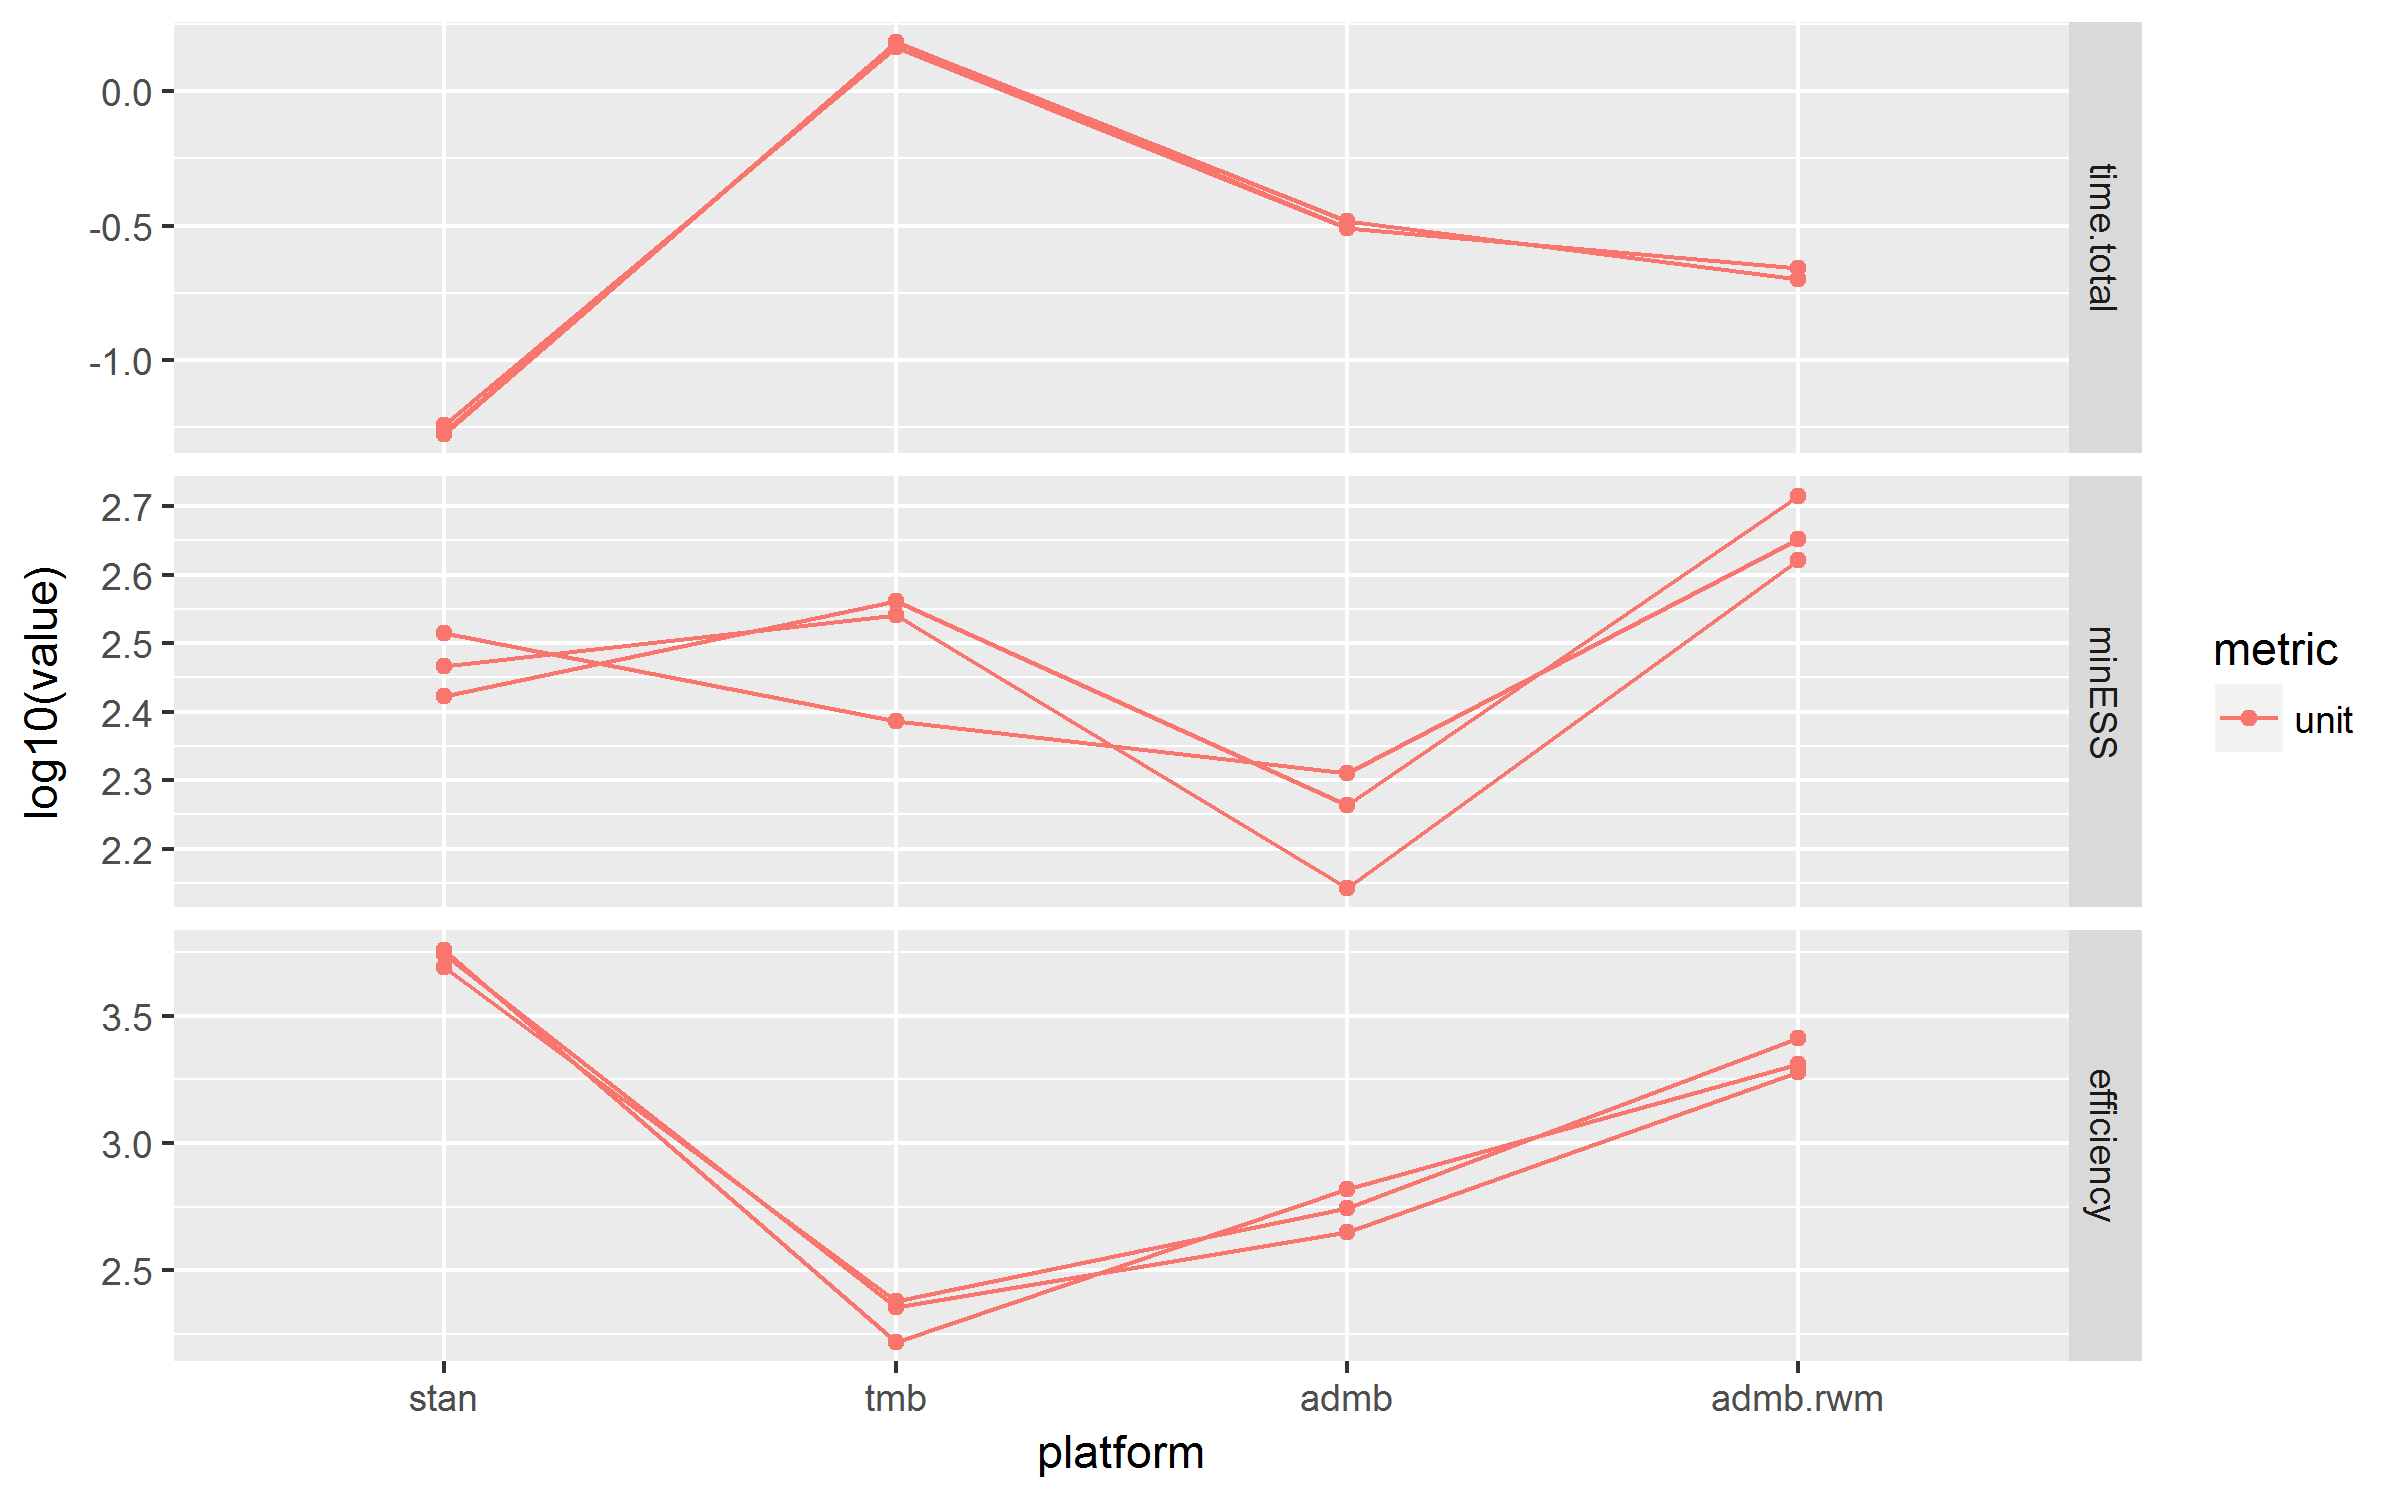 0.0
-0.5
-1.0
time.total
2.7
2.6
2.5
2.4
2.3
2.2
minESS
3.5
3.0
2.5
efficiency
log10(value)
stan tmb admb admb.rwm
platform
metric
unit